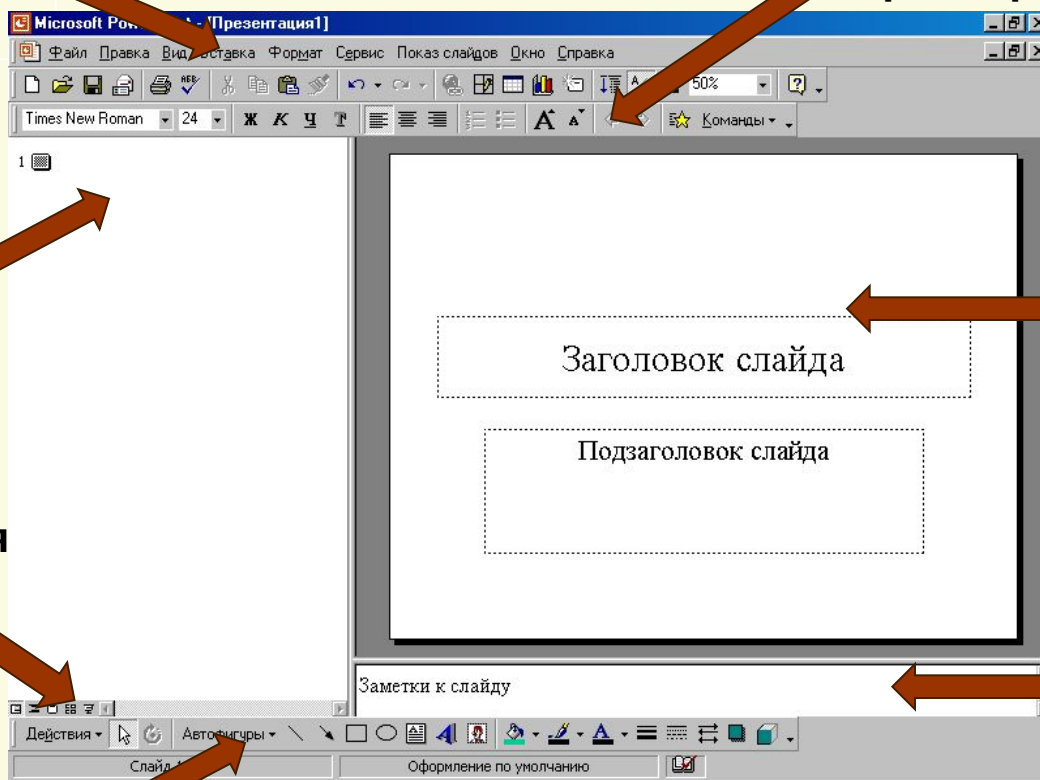 Microsoft Pow - [Презентация1]
Файл Правка Вид Вставка Формат Сервис Показ слайдов Окно Справка
50%
Times New Roman 24 Ж К Ч Т А А Команды
1
Заголовок слайда
Подзаголовок слайда
я
Заметки к слайду
Действия Автофигуры
Слайд Оформление по умолчанию